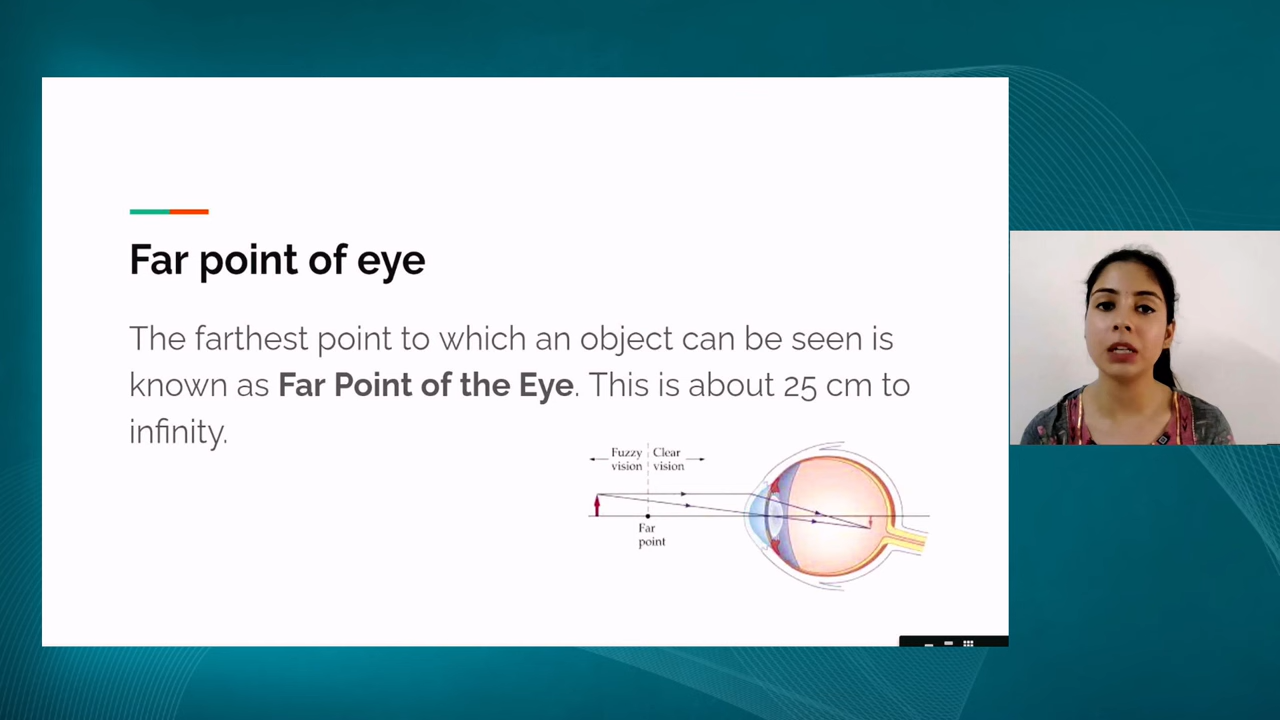 Far point of eye
The farthest point to which an object can be seen is
known as Far Point of the Eye. This is about 25 cm to
infinity.
Fuzzy vision
Clear vision
Far
point